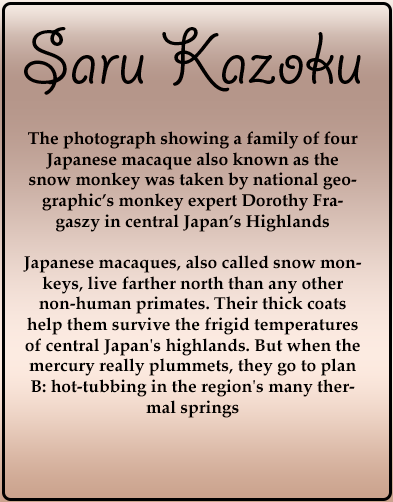 Saru Kazoku
The photograph showing a family of four
Japanese macaque also known as the
snow monkey was taken by national geo-
graphic’s monkey expert Dorothy Fra-
gaszy in central Japan’s Highlands
Japanese macaques, also called snow mon-
keys, live farther north than any other
non-human primates. Their thick coats
help them survive the frigid temperatures
of central Japan's highlands. But when the
mercury really plummets, they go to plan
B: hot-tubbing in the region's many ther-
mal springs